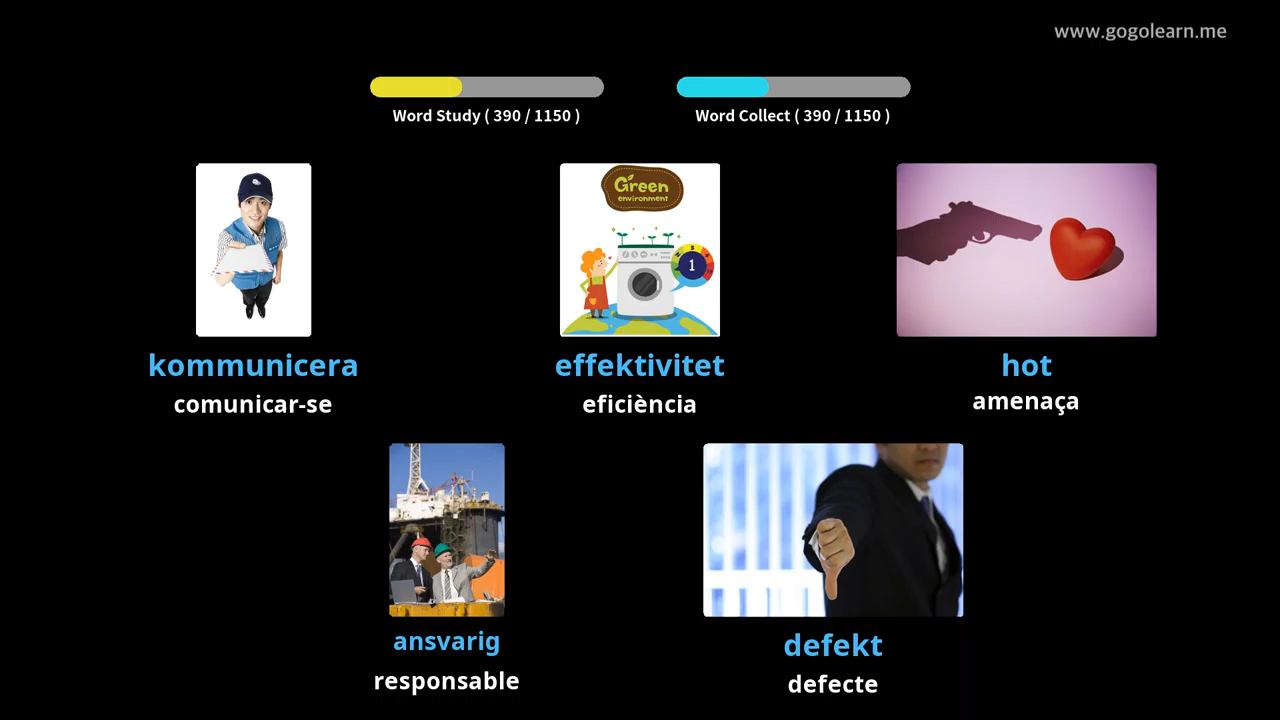 www.gogolearn.me
Word Study ( 390 / 1150 )
Word Collect ( 390 / 1150 )
Green
environment
1
kommunicera
comunicar-se
effektivitet
eficiència
hot
amenaça
ansvarig
responsable
defekt
defecte